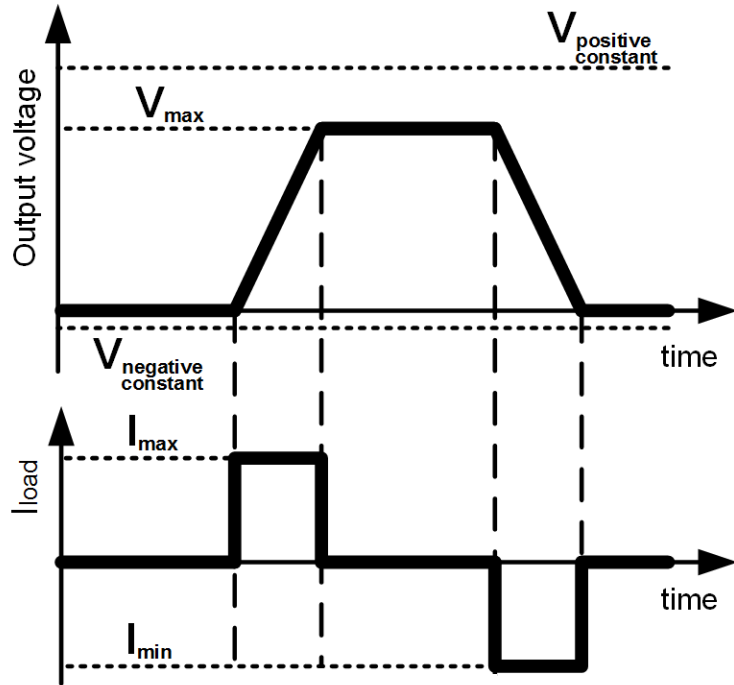 Output voltage
V positive constant
V max
V negative constant
time
I load
I max
I min
time